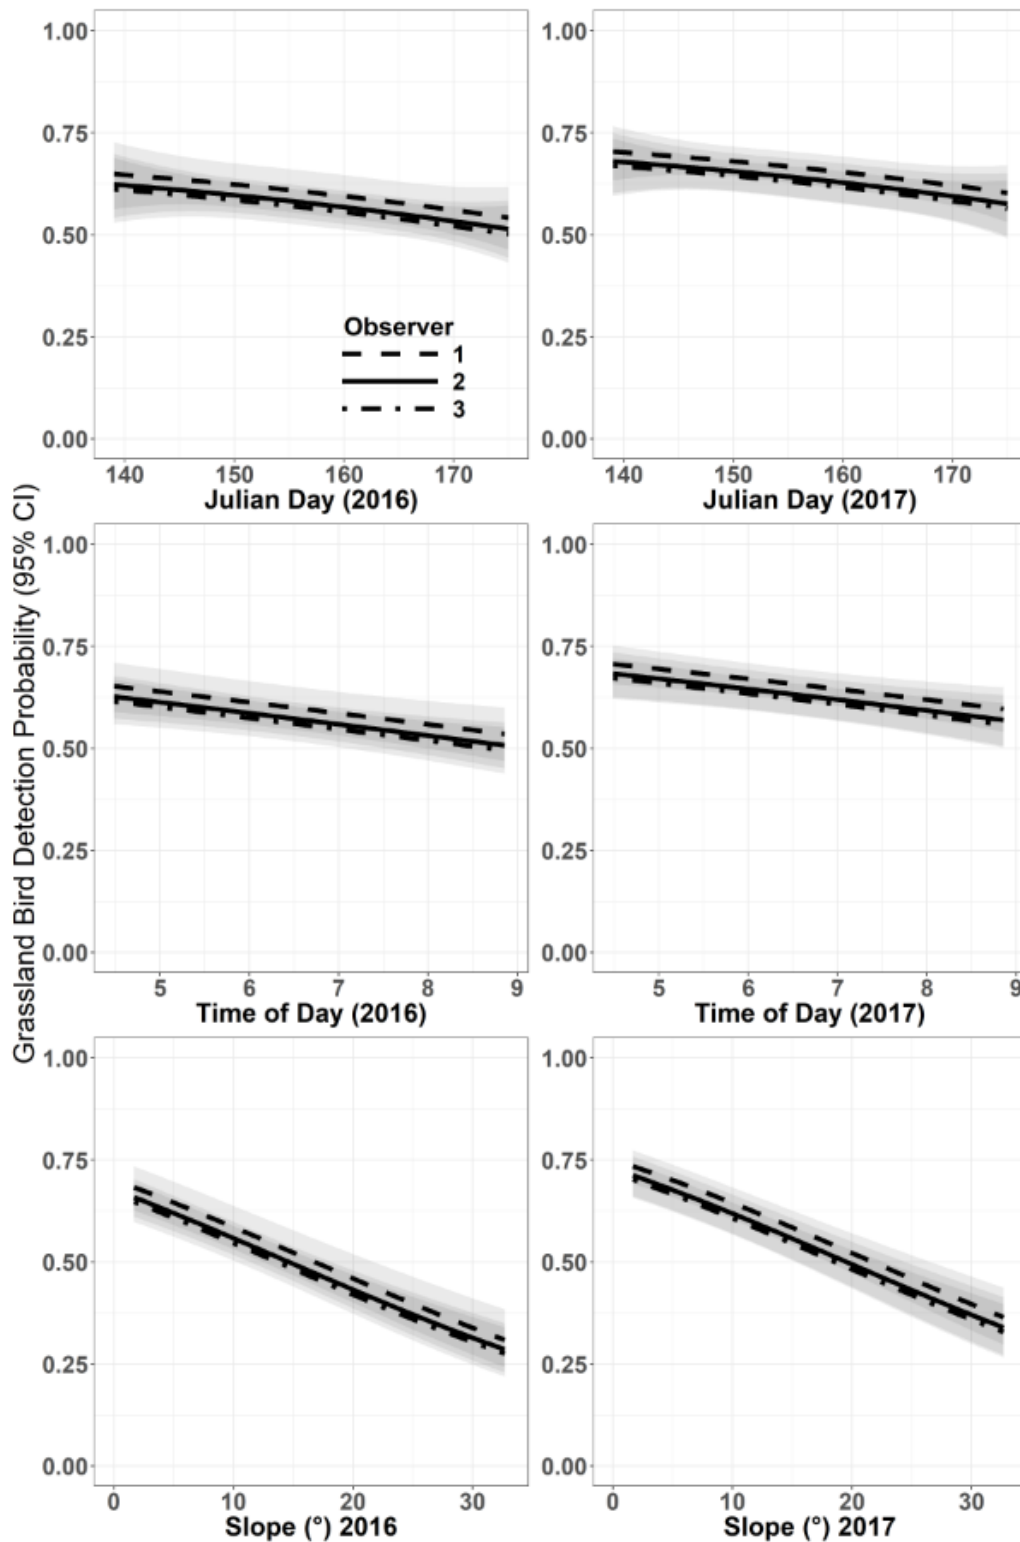 Grassland Bird Detection Probability (95% CI)
1.00
0.75
0.50
0.25
0.00
Observer
1
2
3
140 150 160 170
Julian Day (2016)
1.00
0.75
0.50
0.25
0.00
140 150 160 170
Julian Day (2017)
1.00
0.75
0.50
0.25
0.00
5 6 7 8 9
Time of Day (2016)
1.00
0.75
0.50
0.25
0.00
5 6 7 8 9
Time of Day (2017)
1.00
0.75
0.50
0.25
0.00
0 10 20 30
Slope (°) 2016
1.00
0.75
0.50
0.25
0.00
0 10 20 30
Slope (°) 2017